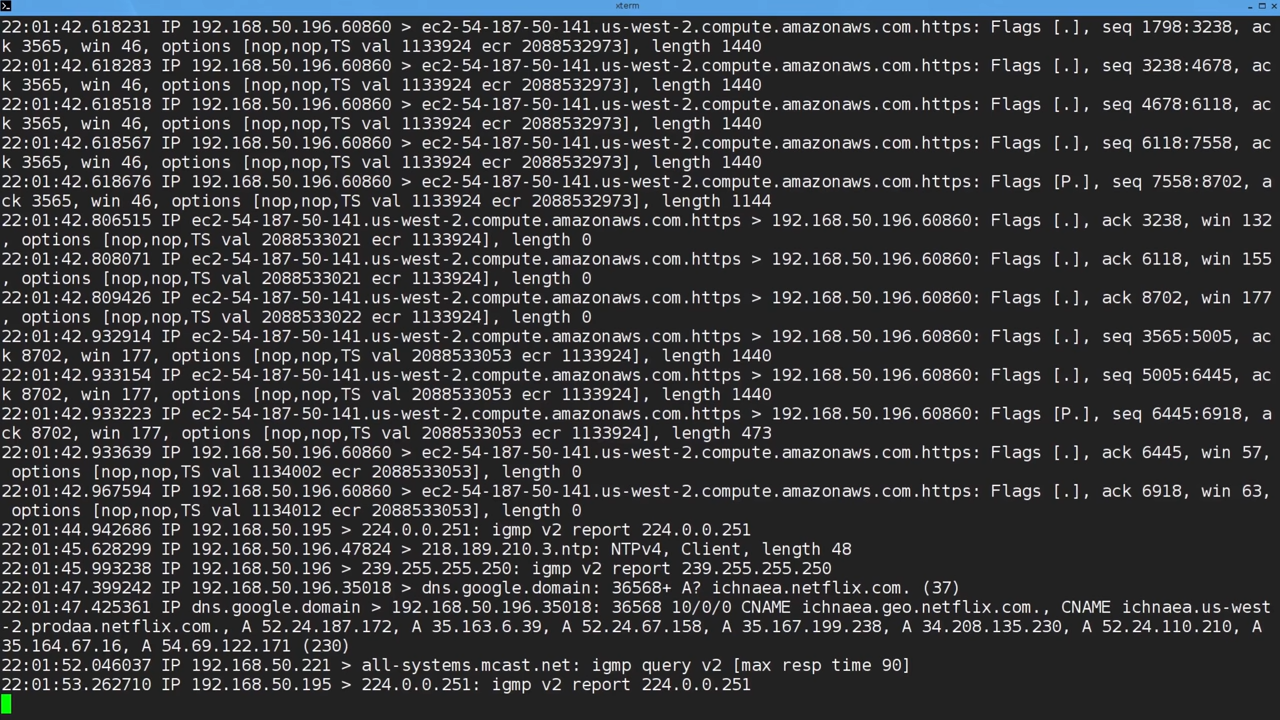 xterm
22:01:42.618231 IP 192.168.50.196.60860 > ec2-54-187-50-141.us-west-2.compute.amazonaws.com.https: Flags [.], seq 1798:3238, ac
k 3565, win 46, options [nop,nop,TS val 1133924 ecr 2088532973], length 1440
22:01:42.618283 IP 192.168.50.196.60860 > ec2-54-187-50-141.us-west-2.compute.amazonaws.com.https: Flags [.], seq 3238:4678, ac
k 3565, win 46, options [nop,nop,TS val 1133924 ecr 2088532973], length 1440
22:01:42.618518 IP 192.168.50.196.60860 > ec2-54-187-50-141.us-west-2.compute.amazonaws.com.https: Flags [.], seq 4678:6118, ac
k 3565, win 46, options [nop,nop,TS val 1133924 ecr 2088532973], length 1440
22:01:42.618567 IP 192.168.50.196.60860 > ec2-54-187-50-141.us-west-2.compute.amazonaws.com.https: Flags [.], seq 6118:7558, ac
k 3565, win 46, options [nop,nop,TS val 1133924 ecr 2088532973], length 1440
22:01:42.618676 IP 192.168.50.196.60860 > ec2-54-187-50-141.us-west-2.compute.amazonaws.com.https: Flags [P.], seq 7558:8702, a
ck 3565, win 46, options [nop,nop,TS val 1133924 ecr 2088532973], length 1144
22:01:42.806515 IP ec2-54-187-50-141.us-west-2.compute.amazonaws.com.https > 192.168.50.196.60860: Flags [.], ack 3238, win 132
, options [nop,nop,TS val 2088533021 ecr 1133924], length 0
22:01:42.808071 IP ec2-54-187-50-141.us-west-2.compute.amazonaws.com.https > 192.168.50.196.60860: Flags [.], ack 6118, win 155
, options [nop,nop,TS val 2088533021 ecr 1133924], length 0
22:01:42.809426 IP ec2-54-187-50-141.us-west-2.compute.amazonaws.com.https > 192.168.50.196.60860: Flags [.], ack 8702, win 177
, options [nop,nop,TS val 2088533022 ecr 1133924], length 0
22:01:42.932914 IP ec2-54-187-50-141.us-west-2.compute.amazonaws.com.https > 192.168.50.196.60860: Flags [.], seq 3565:5005, ac
k 8702, win 177, options [nop,nop,TS val 2088533053 ecr 1133924], length 1440
22:01:42.933154 IP ec2-54-187-50-141.us-west-2.compute.amazonaws.com.https > 192.168.50.196.60860: Flags [.], seq 5005:6445, ac
k 8702, win 177, options [nop,nop,TS val 2088533053 ecr 1133924], length 1440
22:01:42.933223 IP ec2-54-187-50-141.us-west-2.compute.amazonaws.com.https > 192.168.50.196.60860: Flags [P.], seq 6445:6918, a
ck 8702, win 177, options [nop,nop,TS val 2088533053 ecr 1133924], length 473
22:01:42.933639 IP 192.168.50.196.60860 > ec2-54-187-50-141.us-west-2.compute.amazonaws.com.https: Flags [.], ack 6445, win 57,
 options [nop,nop,TS val 1134002 ecr 2088533053], length 0
22:01:42.967594 IP 192.168.50.196.60860 > ec2-54-187-50-141.us-west-2.compute.amazonaws.com.https: Flags [.], ack 6918, win 63,
 options [nop,nop,TS val 1134012 ecr 2088533053], length 0
22:01:44.942686 IP 192.168.50.195 > 224.0.0.251: igmp v2 report 224.0.0.251
22:01:45.628299 IP 192.168.50.196.47824 > 218.189.210.3.ntp: NTPv4, Client, length 48
22:01:45.993238 IP 192.168.50.196 > 239.255.255.250: igmp v2 report 239.255.255.250
22:01:47.399242 IP 192.168.50.196.35018 > dns.google.domain: 36568+ A? ichnaea.netflix.com. (37)
22:01:47.425361 IP dns.google.domain > 192.168.50.196.35018: 36568 10/0/0 CNAME ichnaea.geo.netflix.com., CNAME ichnaea.us-west
-2.prodaa.netflix.com., A 52.24.187.172, A 35.163.6.39, A 52.24.67.158, A 35.167.199.238, A 34.208.135.230, A 52.24.110.210, A
35.164.67.16, A 54.69.122.171 (230)
22:01:52.046037 IP 192.168.50.221 > all-systems.mcast.net: igmp query v2 [max resp time 90]
22:01:53.262710 IP 192.168.50.195 > 224.0.0.251: igmp v2 report 224.0.0.251